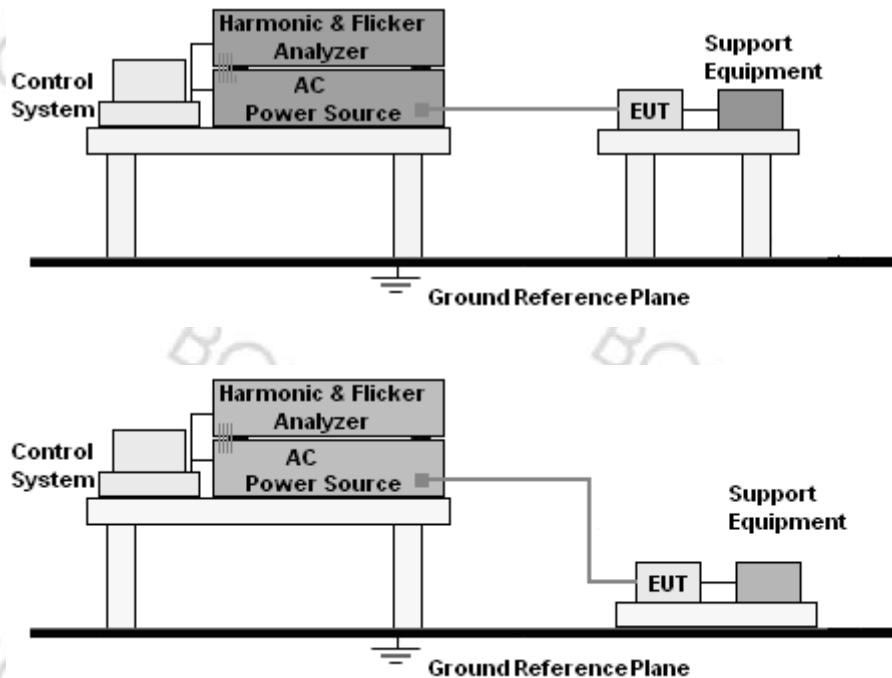 Harmonic & Flicker
Analyzer
Support
Equipment
Control
System
AC
Power Source
EUT
Ground Reference Plane
Harmonic & Flicker
Analyzer
Control
System
AC
Power Source
Support
Equipment
EUT
Ground Reference Plane